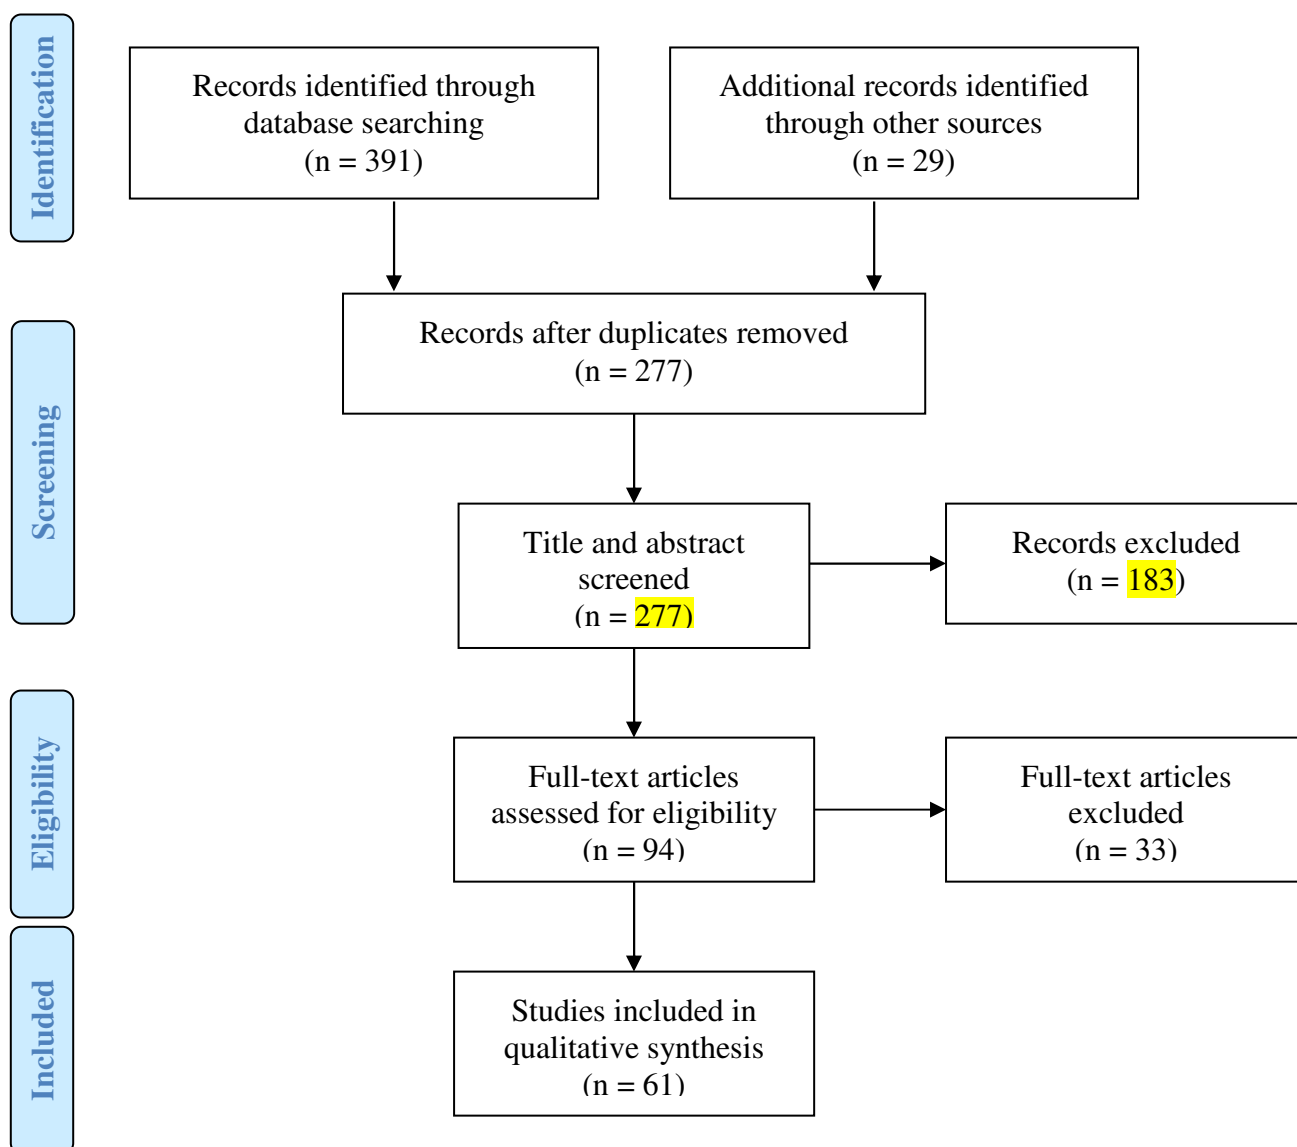 Identification
Records identified through
database searching
(n = 391)
Additional records identified
through other sources
(n = 29)
Screening
Records after duplicates removed
(n = 277)
Title and abstract
screened
(n = 277)
Records excluded
(n = 183)
Eligibility
Full-text articles
assessed for eligibility
(n = 94)
Full-text articles
excluded
(n = 33)
Included
Studies included in
qualitative synthesis
(n = 61)